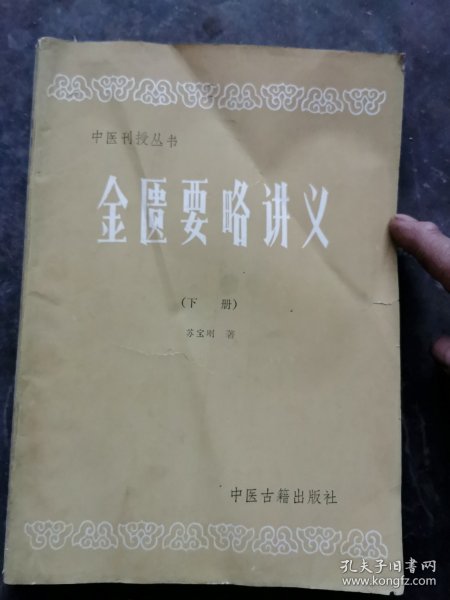 中医刊授丛书
金匮要略讲义
（下 册）
苏宝刚 著
中医古籍出版社
孔夫子旧书网
www.kongfz.com